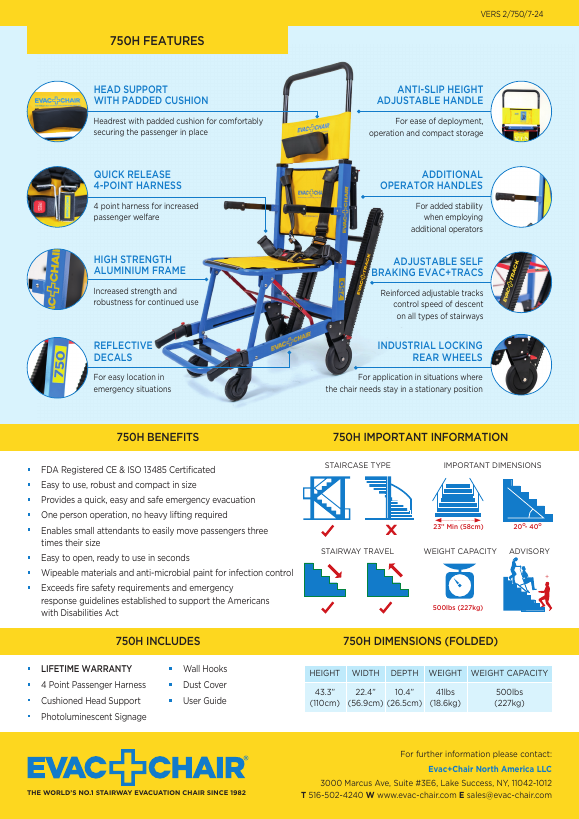 VERS 2/750/7-24
750H FEATURES
HEAD SUPPORT
WITH PADDED CUSHION
Headrest with padded cushion for comfortably
securing the passenger in place
QUICK RELEASE
4-POINT HARNESS
4 point harness for increased
passenger welfare
HIGH STRENGTH
ALUMINIUM FRAME
Increased strength and
robustness for continued use
REFLECTIVE
DECALS
For easy location in
emergency situations
ANTI-SLIP HEIGHT
ADJUSTABLE HANDLE
For ease of deployment,
operation and compact storage
ADDITIONAL
OPERATOR HANDLES
For added stability
when employing
additional operators
ADJUSTABLE SELF
BRAKING EVAC+TRACS
Reinforced adjustable tracks
control speed of descent
on all types of stairways
INDUSTRIAL LOCKING
REAR WHEELS
For application in situations where
the chair needs stay in a stationary position
EVAC+CHAIR
EVAC+CHAIR
EVAC+CHAIR
EVAC+TRACK
EVAC+CHAIR
750
EVAC+TRACK
750H BENEFITS
▪ FDA Registered CE & ISO 13485 Certificated
▪ Easy to use, robust and compact in size
▪ Provides a quick, easy and safe emergency evacuation
▪ One person operation, no heavy lifting required
▪ Enables small attendants to easily move passengers three
times their size
▪ Easy to open, ready to use in seconds
▪ Wipeable materials and anti-microbial paint for infection control
▪ Exceeds fire safety requirements and emergency
response guidelines established to support the Americans
with Disabilities Act
750H IMPORTANT INFORMATION
STAIRCASE TYPE
IMPORTANT DIMENSIONS
23" Min (58cm)
20°- 40°
STAIRWAY TRAVEL
WEIGHT CAPACITY
ADVISORY
500lbs (227kg)
750H INCLUDES
▪ LIFETIME WARRANTY
▪ 4 Point Passenger Harness
▪ Cushioned Head Support
▪ Photoluminescent Signage
▪ Wall Hooks
▪ Dust Cover
▪ User Guide
750H DIMENSIONS (FOLDED)
HEIGHT WIDTH DEPTH WEIGHT WEIGHT CAPACITY
43.3" 22.4" 10.4" 41lbs 500lbs
(110cm) (56.9cm) (26.5cm) (18.6kg) (227kg)
EVAC+CHAIR®
THE WORLD'S NO.1 STAIRWAY EVACUATION CHAIR SINCE 1982
For further information please contact:
Evac+Chair North America LLC
3000 Marcus Ave, Suite #3E6, Lake Success, NY, 11042-1012
T 516-502-4240 W www.evac-chair.com E sales@evac-chair.com